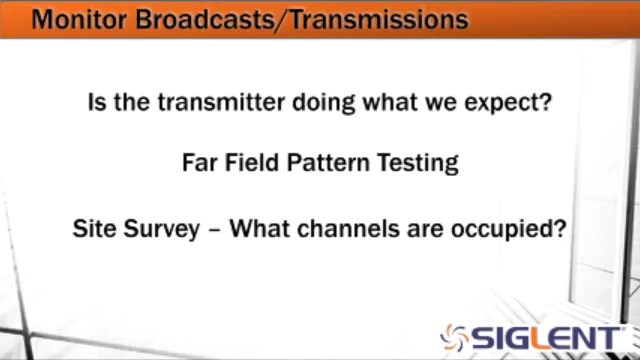 Monitor Broadcasts/Transmissions
Is the transmitter doing what we expect?
Far Field Pattern Testing
Site Survey – What channels are occupied?
SIGLENT